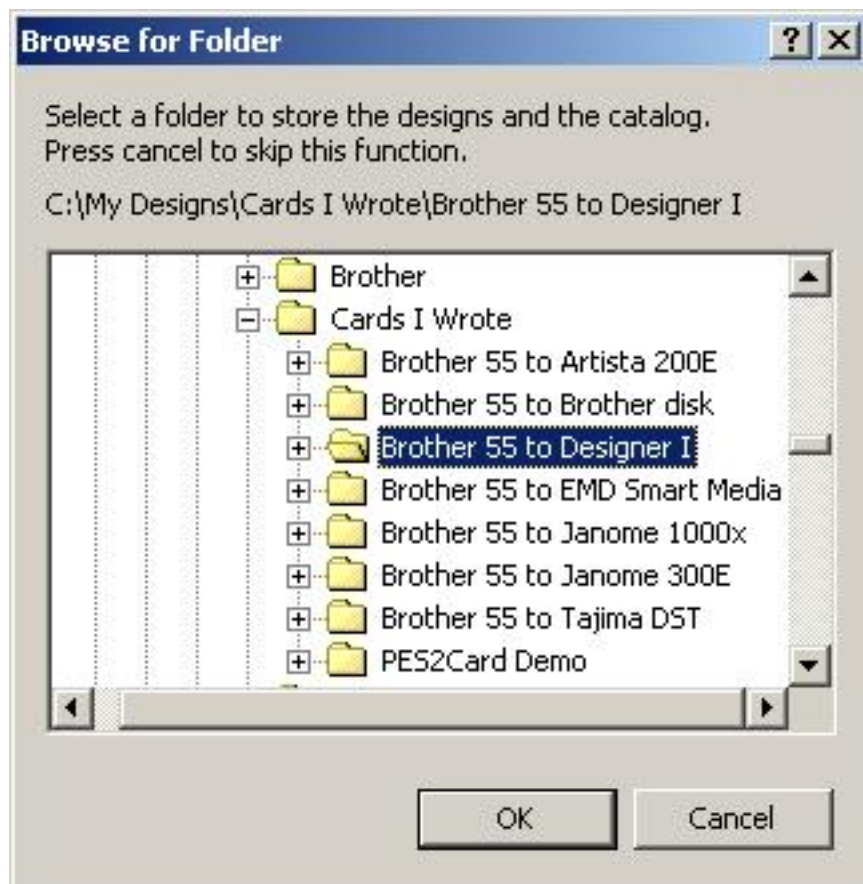 Browse for Folder
Select a folder to store the designs and the catalog.
Press cancel to skip this function.
C:\My Designs\Cards I Wrote\Brother 55 to Designer I
Brother
Cards I Wrote
Brother 55 to Artista 200E
Brother 55 to Brother disk
Brother 55 to Designer I
Brother 55 to EMD Smart Media
Brother 55 to Janome 1000x
Brother 55 to Janome 300E
Brother 55 to Tajima DST
PES2Card Demo
OK Cancel